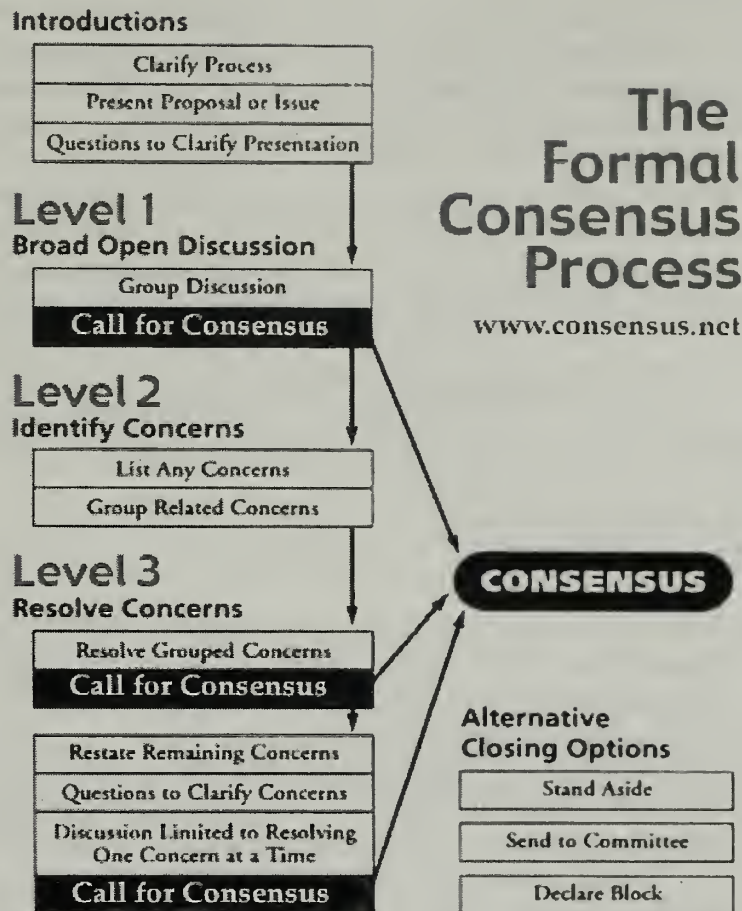 Introductions
Clarify Process
Present Proposal or Issue
Questions to Clarify Presentation
The
Formal
Consensus
Process
www.consensus.net
Level 1
Broad Open Discussion
Group Discussion
Call for Consensus
Level 2
Identify Concerns
List Any Concerns
Group Related Concerns
Level 3
Resolve Concerns
Resolve Grouped Concerns
Call for Consensus
Restate Remaining Concerns
Questions to Clarify Concerns
Discussion Limited to Resolving
One Concern at a Time
Call for Consensus
CONSENSUS
Alternative
Closing Options
Stand Aside
Send to Committee
Declare Block